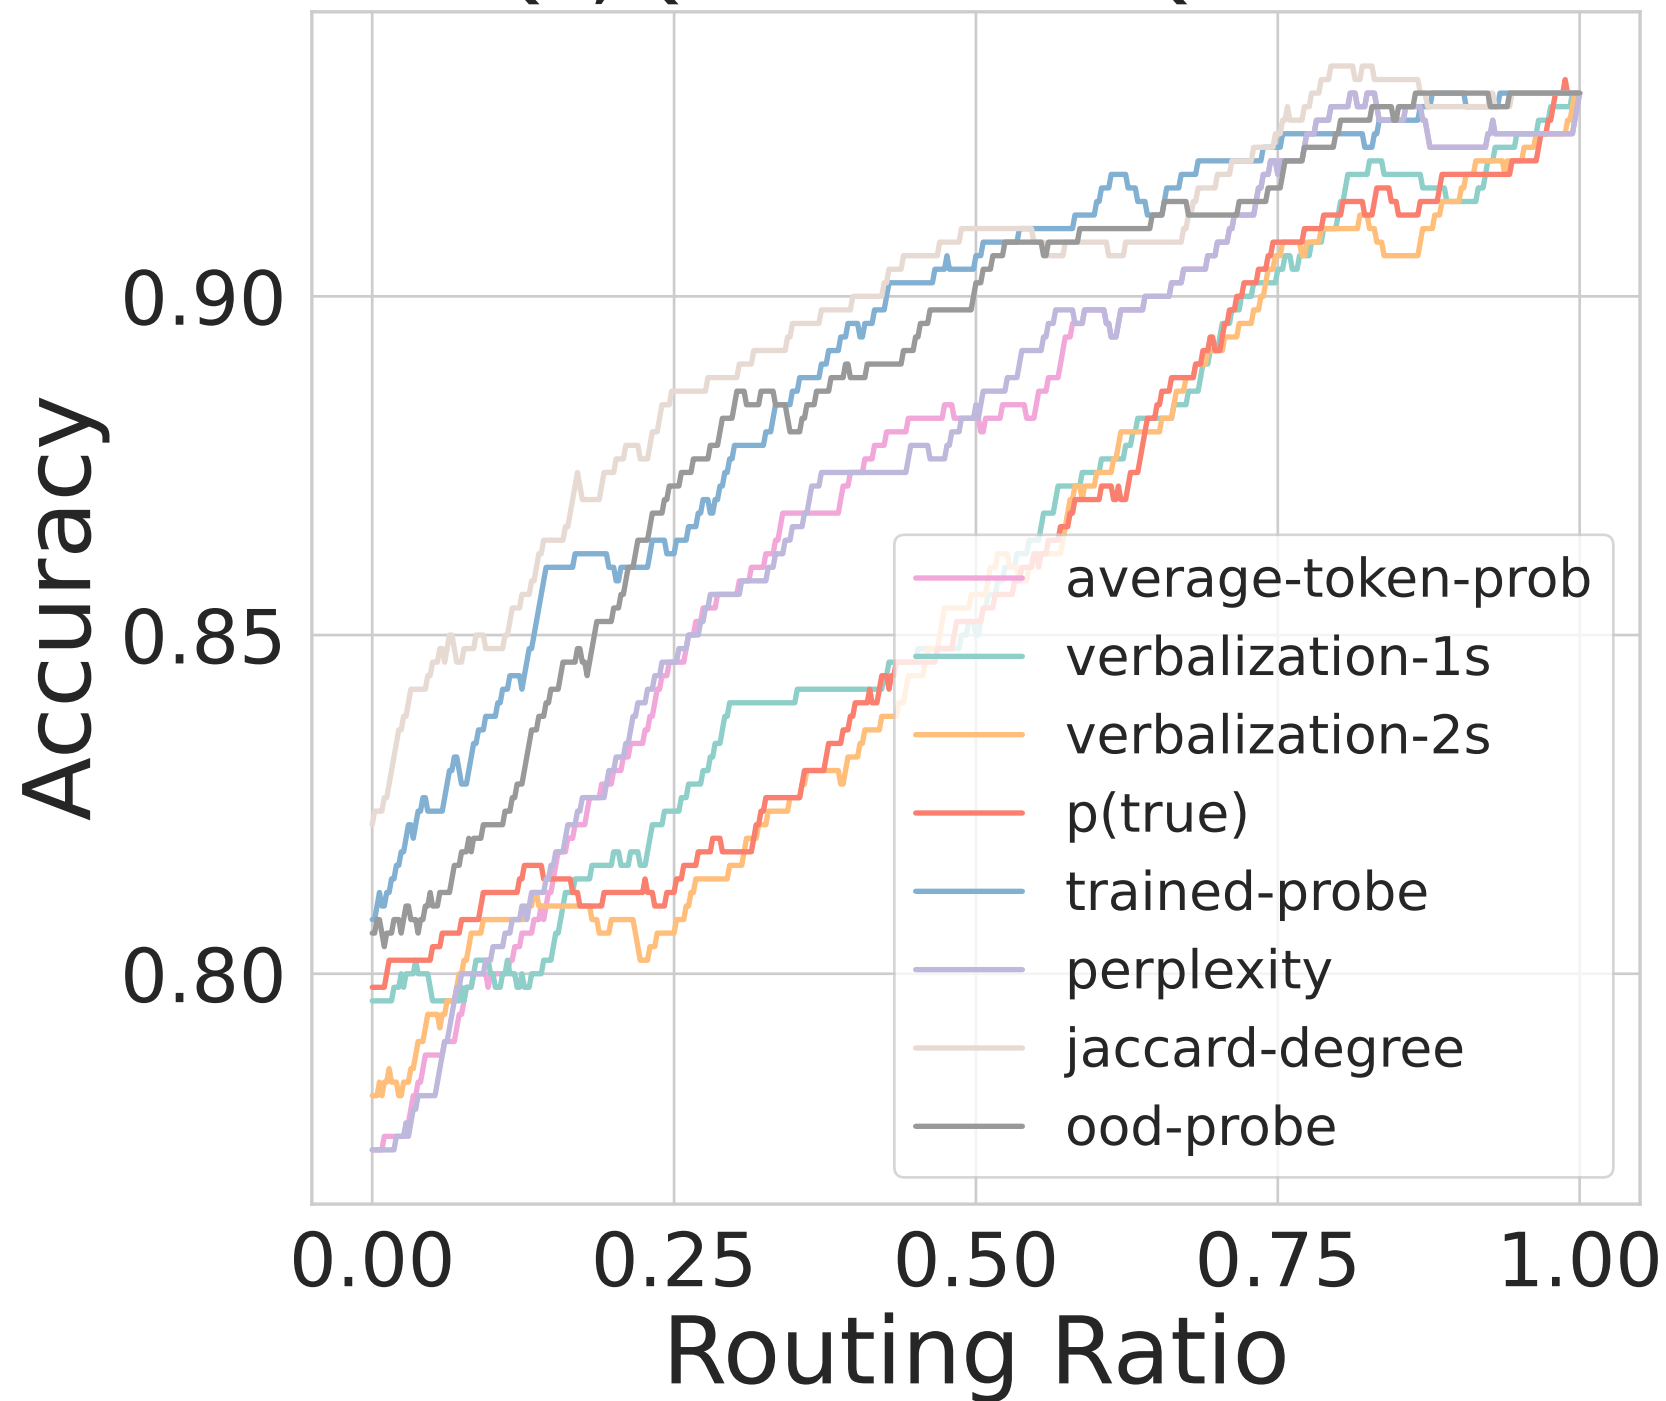 0.90
0.85
0.80
Accuracy
average-token-prob
verbalization-1s
verbalization-2s
p(true)
trained-probe
perplexity
jaccard-degree
ood-probe
0.00 0.25 0.50 0.75 1.00
Routing Ratio